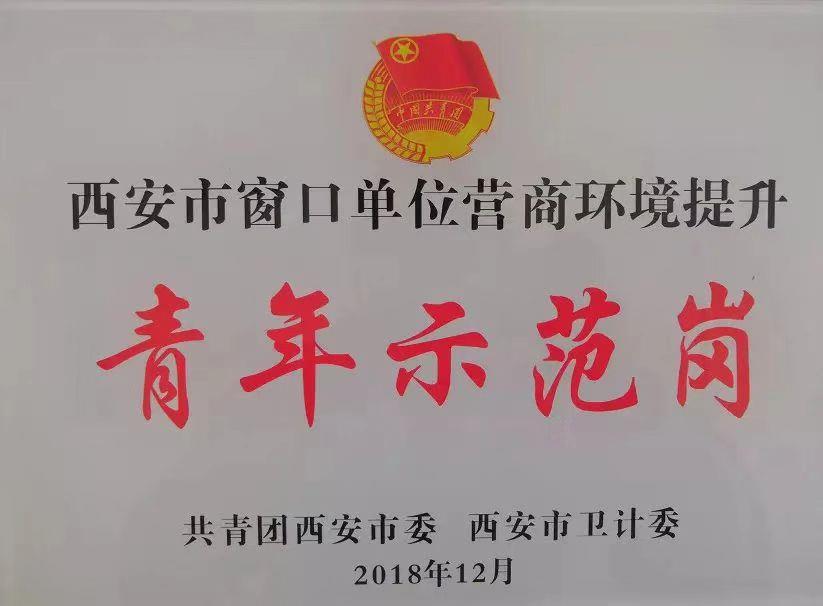 中国共青团
西安市窗口单位营商环境提升
青年示范岗
共青团西安市委 西安市卫计委
2018年12月